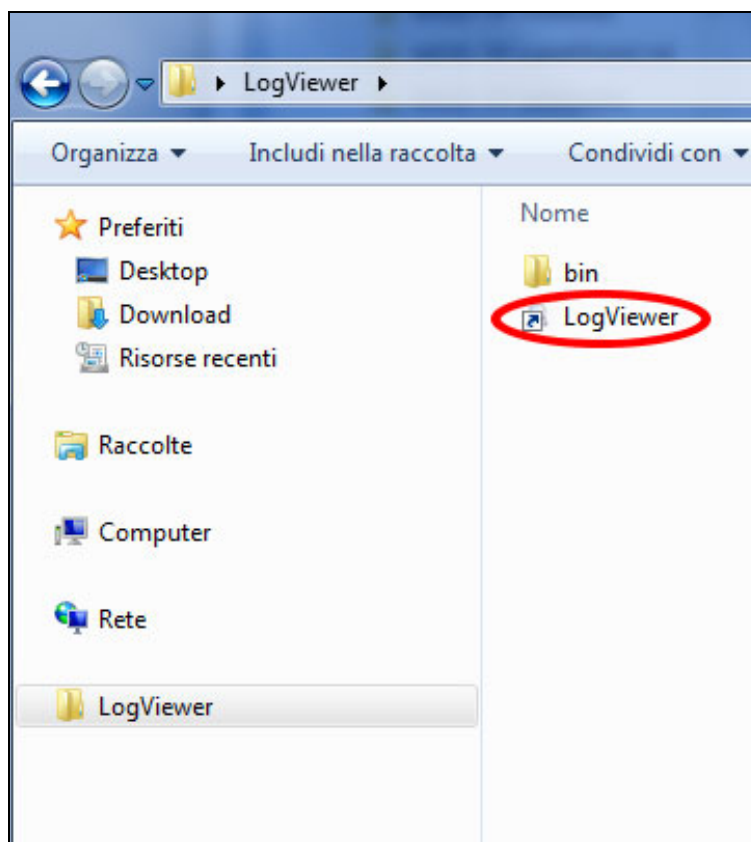 LogViewer
Organizza Includi nella raccolta Condividi con
Preferiti
Desktop
Download
Risorse recenti
Raccolte
Computer
Rete
LogViewer
Nome
bin
LogViewer